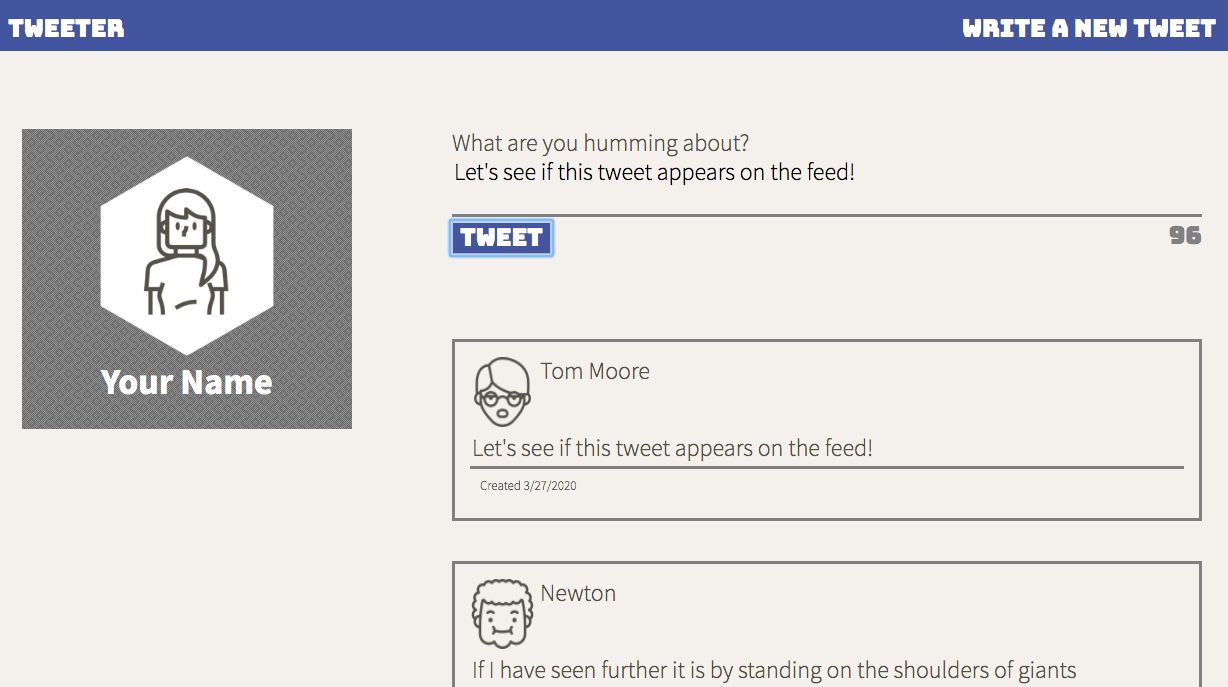 TWEETER
WRITE A NEW TWEET
Your Name
What are you humming about?
Let's see if this tweet appears on the feed!
TWEET
96
Tom Moore
Let's see if this tweet appears on the feed!
Created 3/27/2020
Newton
If I have seen further it is by standing on the shoulders of giants